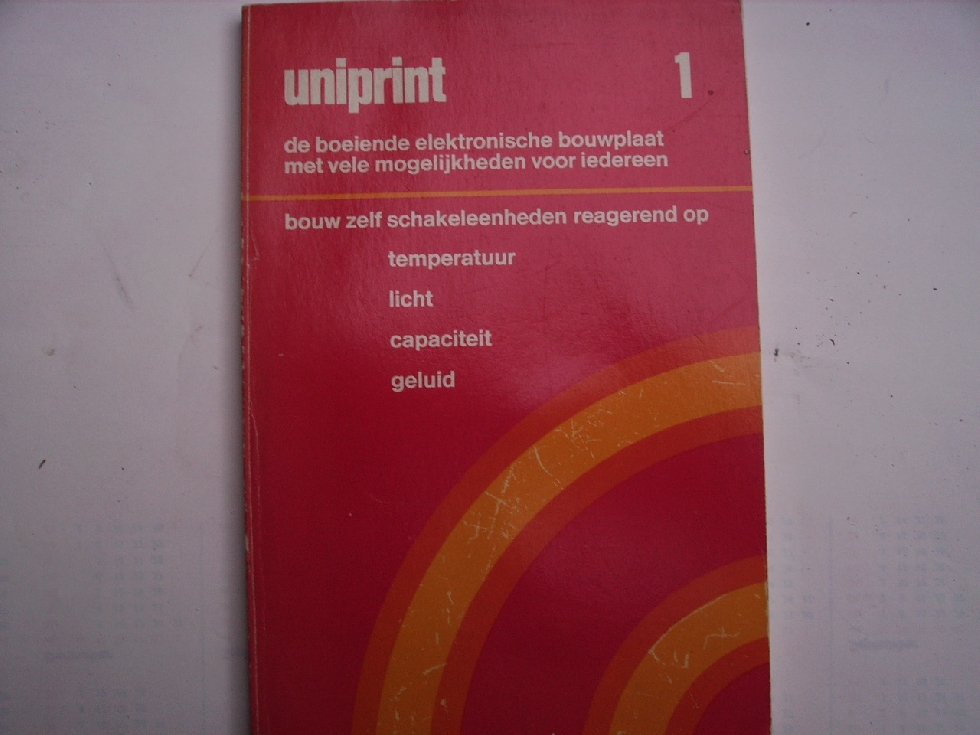 uniprint 1
de boeiende elektronische bouwplaat
met vele mogelijkheden voor iedereen
bouw zelf schakeleenheden reagerend op
temperatuur
licht
capaciteit
geluid